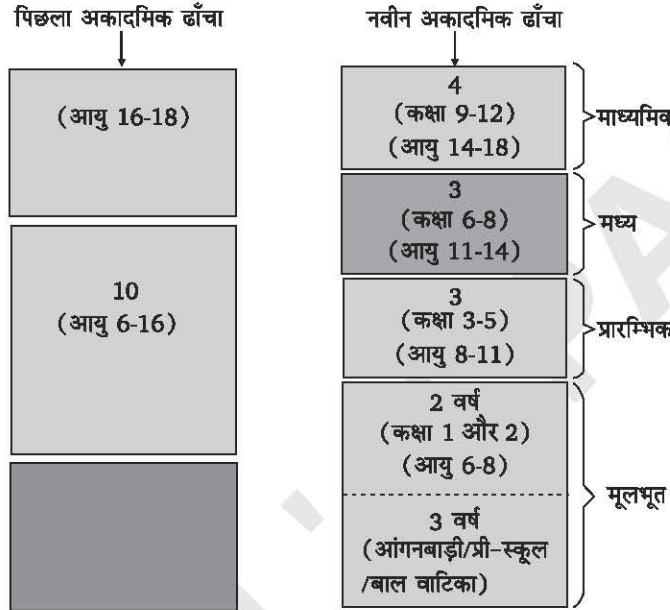 पिछला अकादमिक ढाँचा
(आयु 16-18)
10
(आयु 6-16)
नवीन अकादमिक ढाँचा
4
(कक्षा 9-12)
(आयु 14-18)
माध्यमिक
3
(कक्षा 6-8)
(आयु 11-14)
मध्य
3
(कक्षा 3-5)
(आयु 8-11)
प्रारम्भिक
2 वर्ष
(कक्षा 1 और 2)
(आयु 6-8)
3 वर्ष
(आंगनबाड़ी/प्री-स्कूल
/बाल वाटिका)
मूलभूत